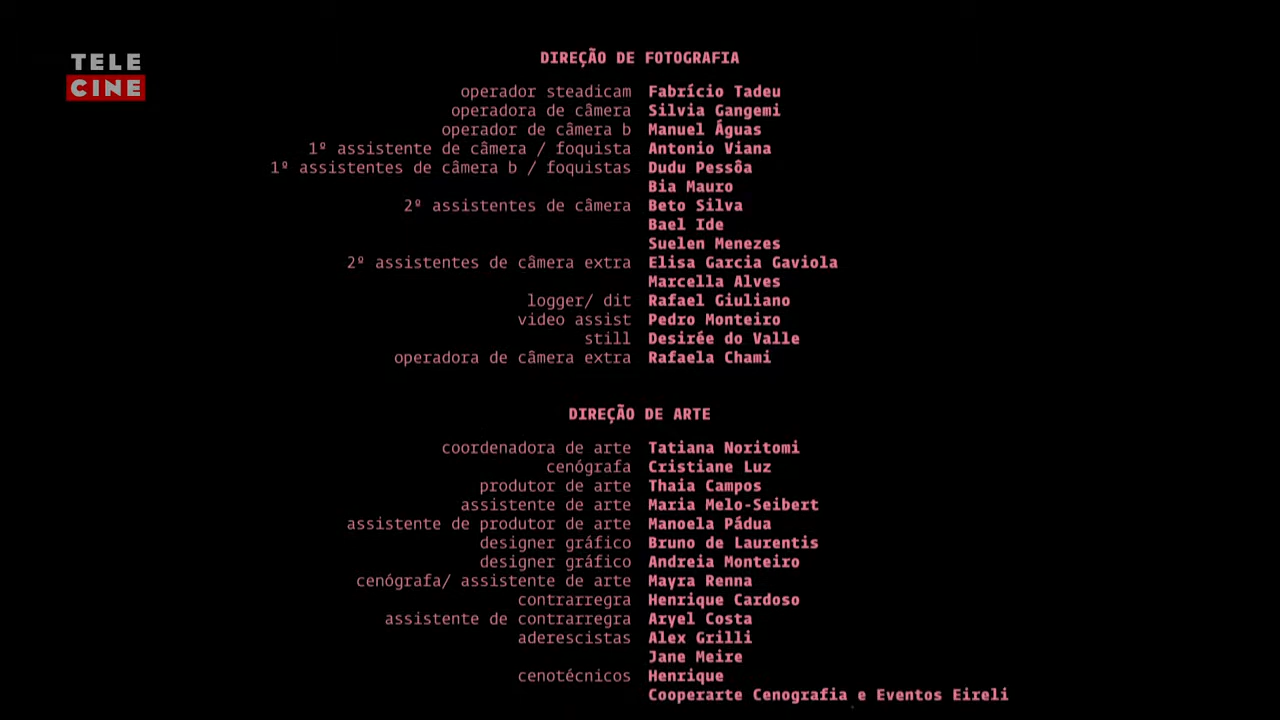 TELE
CINE
DIREÇÃO DE FOTOGRAFIA
operador steadicam Fabrício Tadeu
operadora de câmera Silvia Gangemi
operador de câmera b Manuel Águas
1º assistente de câmera / foquista Antonio Viana
1º assistentes de câmera b / foquistas Dudu Pessôa
Bia Mauro
2º assistentes de câmera Beto Silva
Bael Ide
Suelen Menezes
2º assistentes de câmera extra Elisa Garcia Gaviola
Marcella Alves
logger/ dit Rafael Giuliano
video assist Pedro Monteiro
still Desirée do Valle
operadora de câmera extra Rafaela Chami
DIREÇÃO DE ARTE
coordenadora de arte Tatiana Noritomi
cenógrafa Cristiane Luz
produtor de arte Thaia Campos
assistente de arte Maria Melo-Seibert
assistente de produtor de arte Manoela Pádua
designer gráfico Bruno de Laurentis
designer gráfico Andreia Monteiro
cenógrafa/ assistente de arte Mayra Renna
contrarregra Henrique Cardoso
assistente de contrarregra Aryel Costa
aderescistas Alex Grilli
Jane Meire
cenotécnicos Henrique
Cooperarte Cenografia e Eventos Eireli